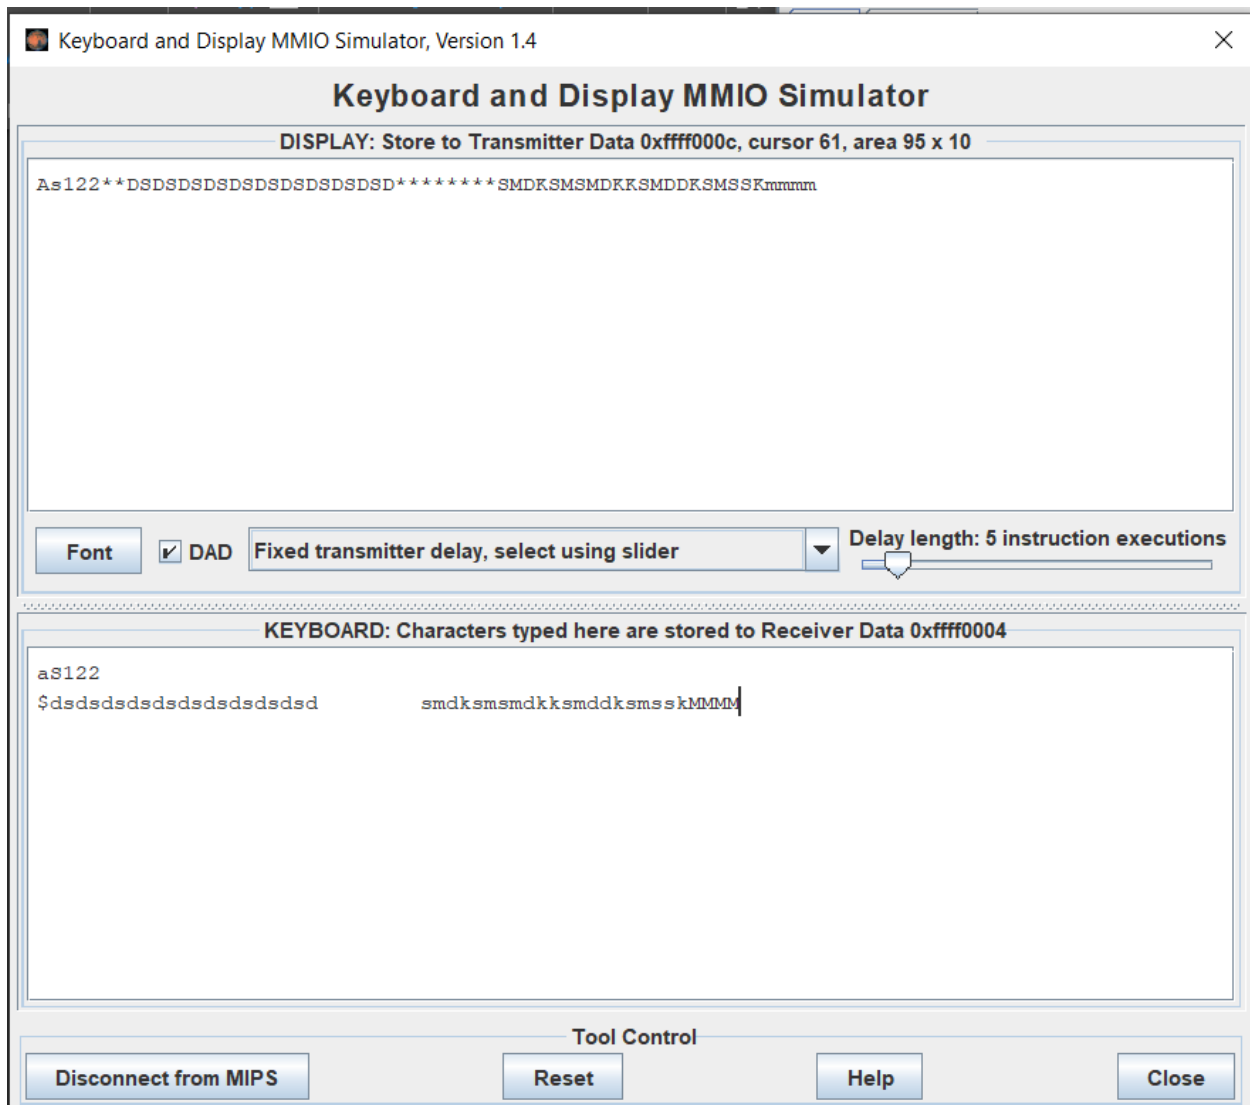 Keyboard and Display MMIO Simulator, Version 1.4
Keyboard and Display MMIO Simulator
DISPLAY: Store to Transmitter Data 0xffff000c, cursor 61, area 95 x 10
As122**DSDSDSDSDSDSDSDSDSDSD********SMDKSMSMDKKSMDDKSMSSKmmmm
Font
DAD
Fixed transmitter delay, select using slider
Delay length: 5 instruction executions
KEYBOARD: Characters typed here are stored to Receiver Data 0xffff0004
aS122
$dsdsdsdsdsdsdsdsdsdsd        smdksmsmdkksmddksmsskMMMM
Tool Control
Disconnect from MIPS
Reset
Help
Close